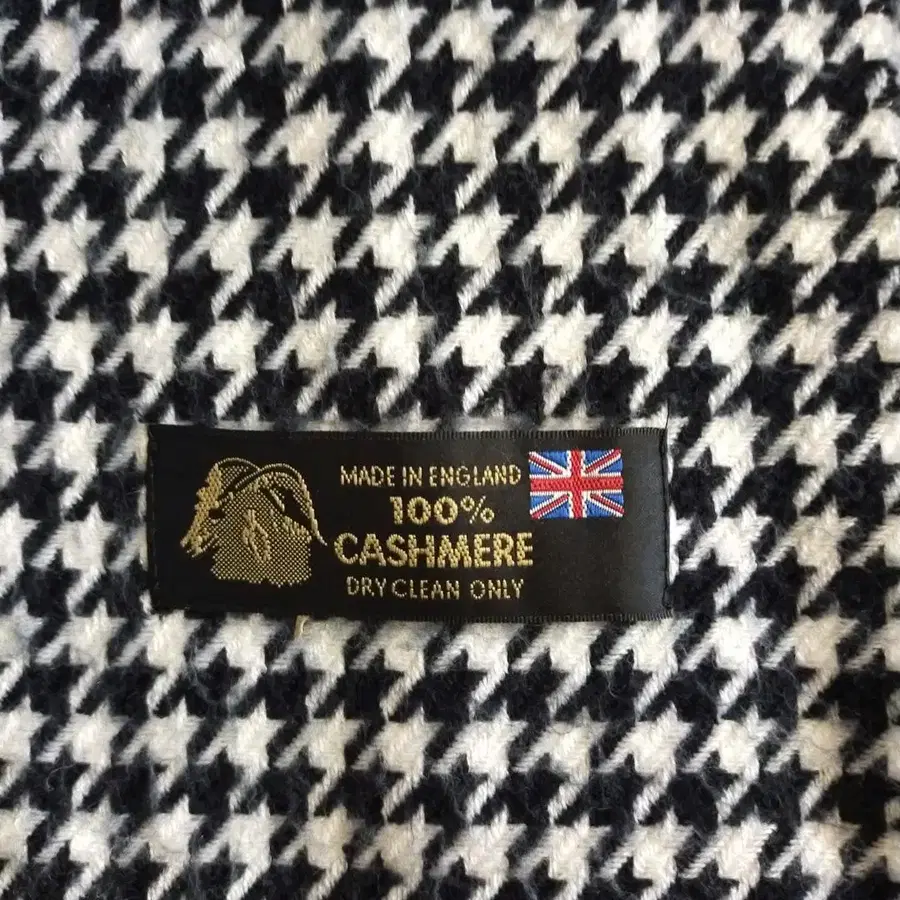 MADE IN ENGLAND
100%
CASHMERE
DRY CLEAN ONLY